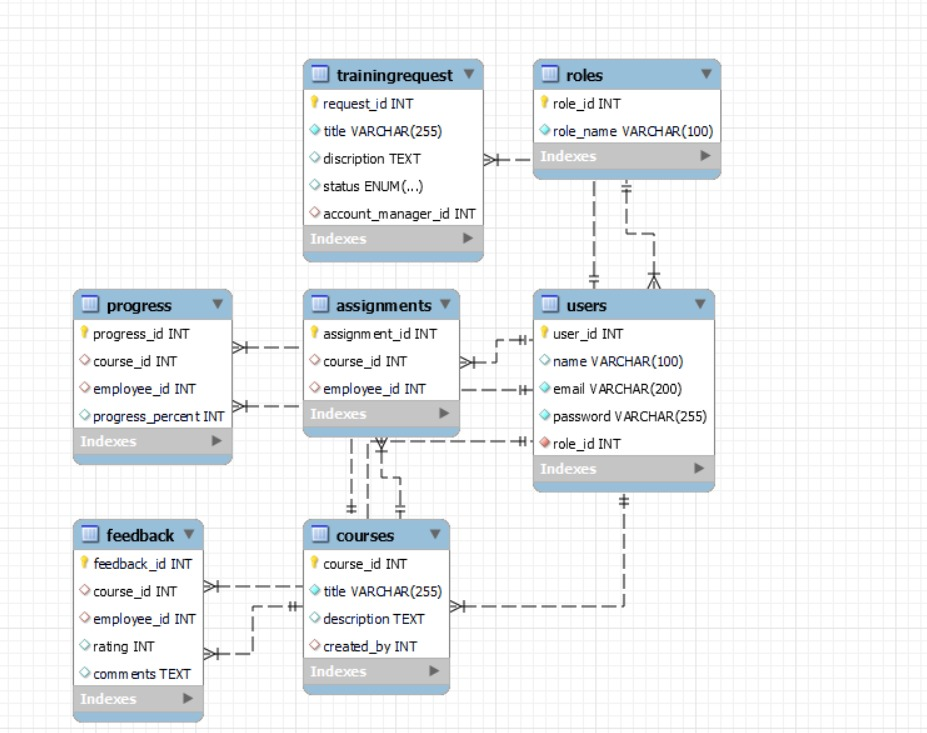 trainingrequest
request_id INT
title VARCHAR(255)
discription TEXT
status ENUM(...)
account_manager_id INT
Indexes
roles
role_id INT
role_name VARCHAR(100)
Indexes
progress
progress_id INT
course_id INT
employee_id INT
progress_percent INT
Indexes
assignments
assignment_id INT
course_id INT
employee_id INT
Indexes
users
user_id INT
name VARCHAR(100)
email VARCHAR(200)
password VARCHAR(255)
role_id INT
Indexes
feedback
feedback_id INT
course_id INT
employee_id INT
rating INT
comments TEXT
Indexes
courses
course_id INT
title VARCHAR(255)
description TEXT
created_by INT
Indexes